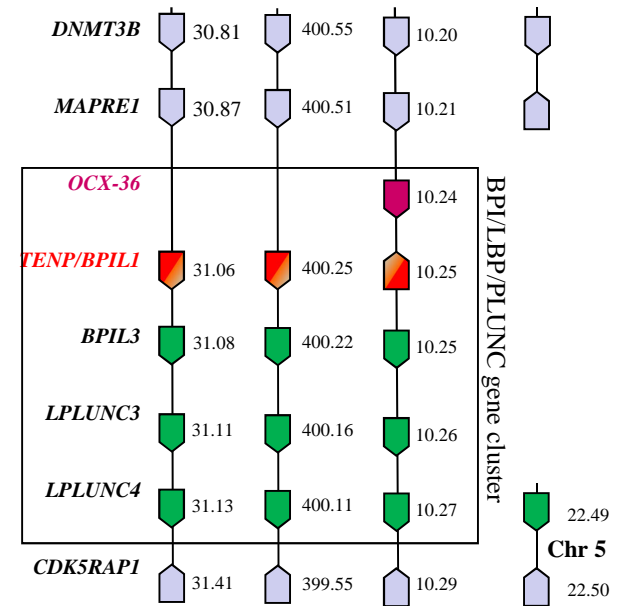 DNMT3B 30.81 400.55 10.20
MAPRE1 30.87 400.51 10.21
OCX-36 10.24
TENP/BPIL1 31.06 400.25 10.25
BPIL3 31.08 400.22 10.25
LPLUNC3 31.11 400.16 10.26
LPLUNC4 31.13 400.11 10.27 22.49
Chr 5
CDK5RAP1 31.41 399.55 10.29 22.50
BPI/LBP/PLUNC gene cluster